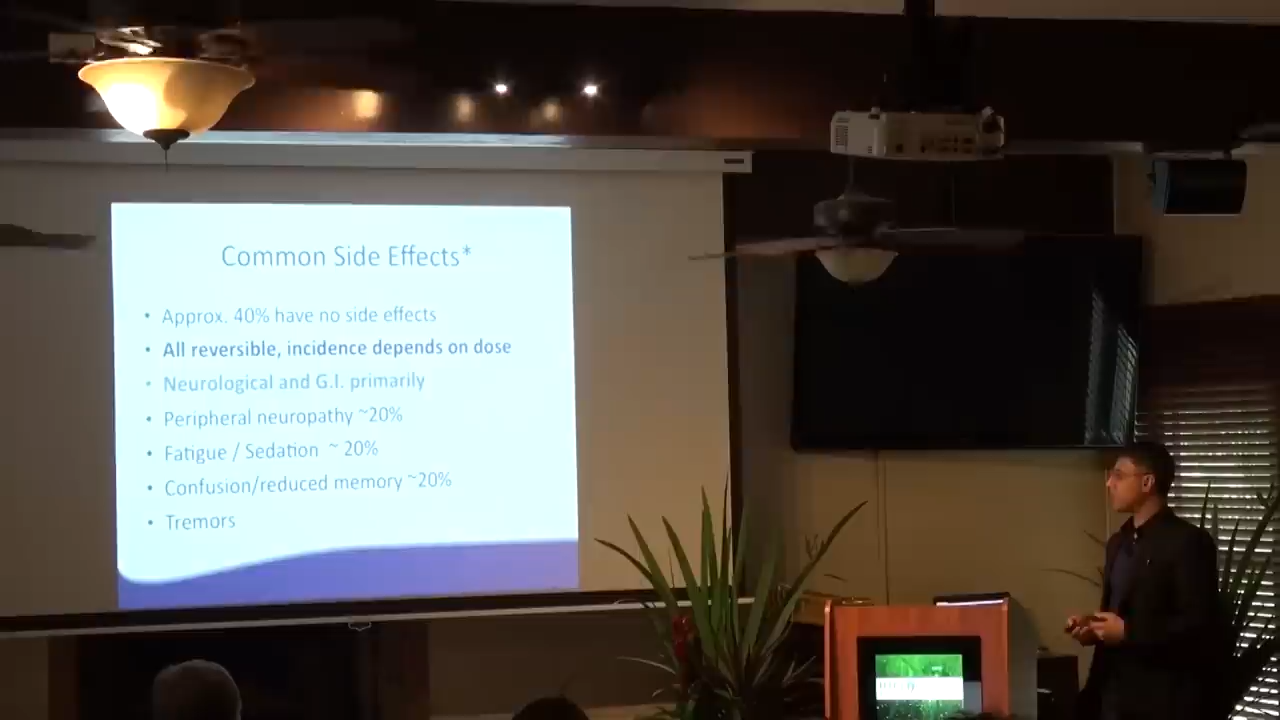 Common Side Effects*
• Approx. 40% have no side effects
• All reversible, incidence depends on dose
• Neurological and G.I. primarily
• Peripheral neuropathy ~20%
• Fatigue / Sedation ~ 20%
• Confusion/reduced memory ~20%
• Tremors